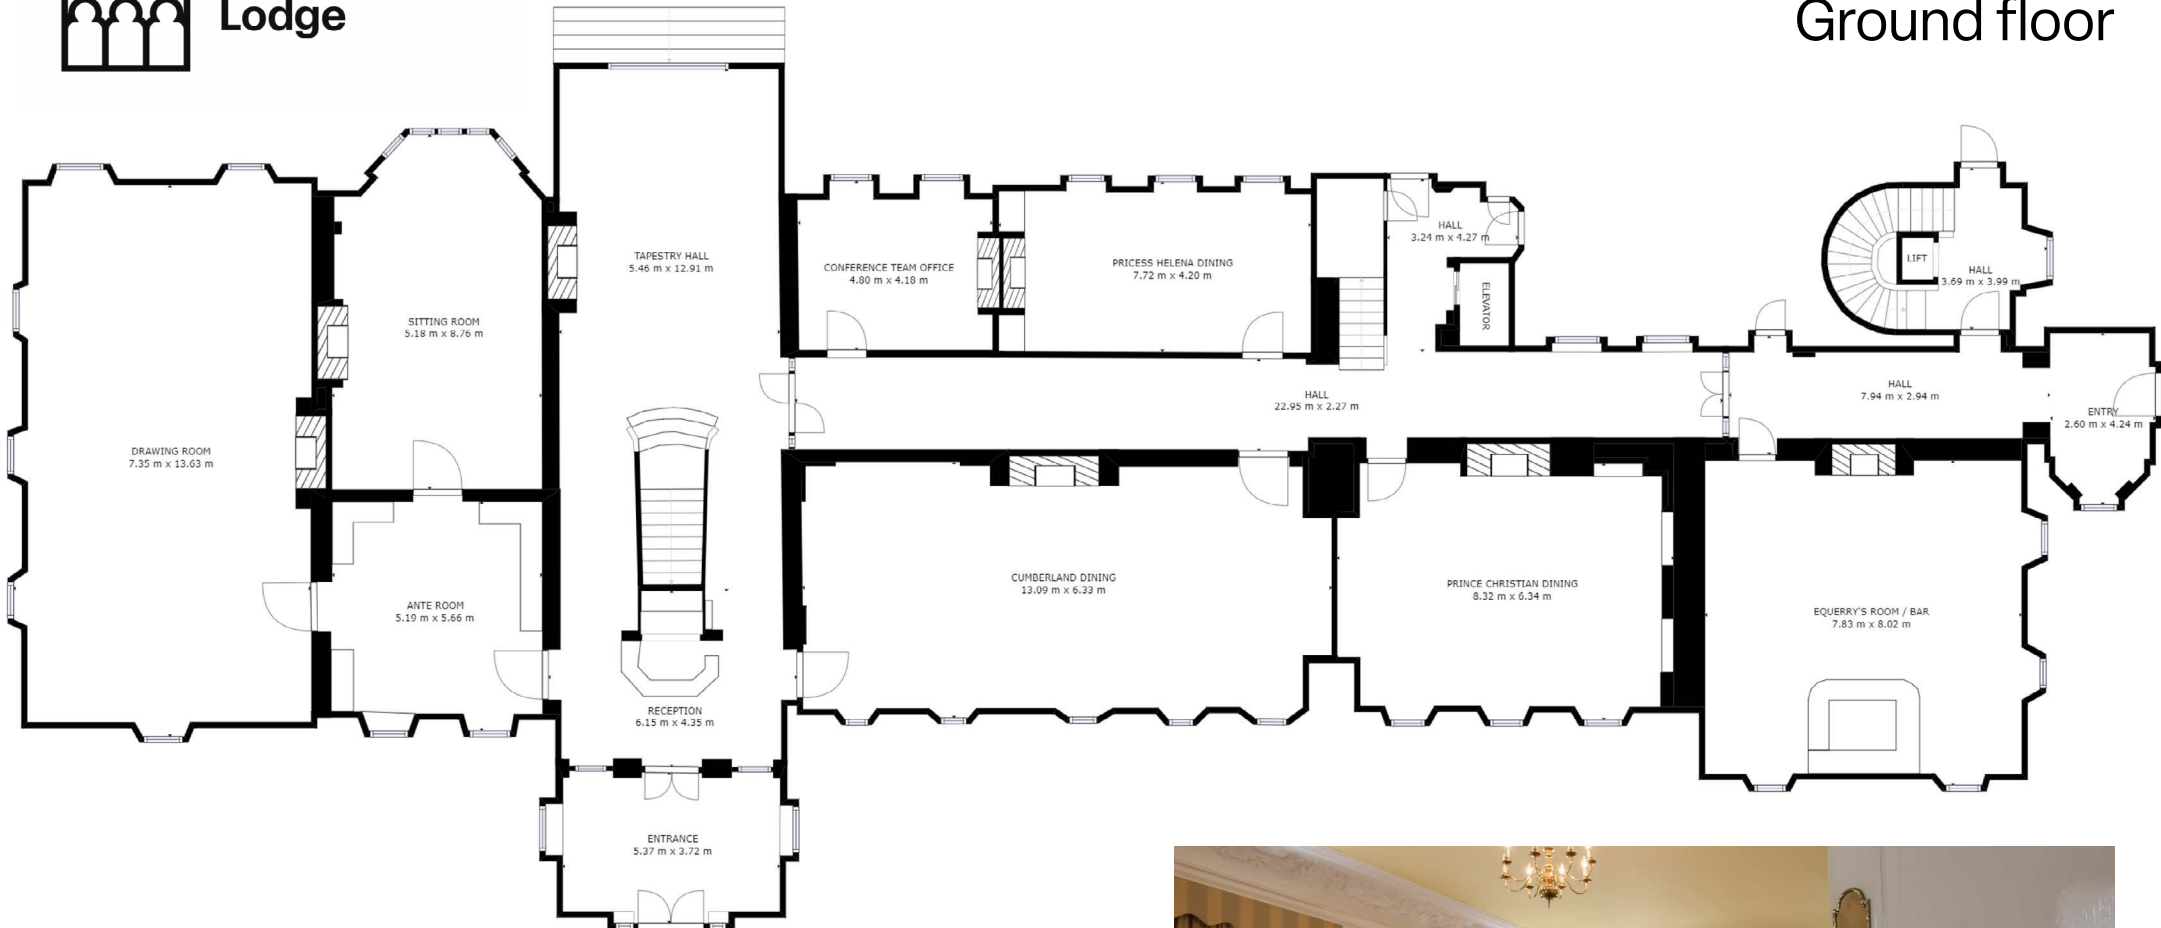 Lodge
Ground floor
TAPESTRY HALL
5.46 m x 12.91 m
SITTING ROOM
5.18 m x 8.76 m
CONFERENCE TEAM OFFICE
4.80 m x 4.18 m
PRICESS HELENA DINING
7.72 m x 4.20 m
HALL
3.24 m x 4.27 m
ELEVATOR
LIFT
HALL
3.69 m x 3.99 m
HALL
22.95 m x 2.27 m
HALL
7.94 m x 2.94 m
ENTRY
2.60 m x 4.24 m
DRAWING ROOM
7.35 m x 13.63 m
ANTE ROOM
5.19 m x 5.66 m
CUMBERLAND DINING
13.09 m x 6.33 m
PRINCE CHRISTIAN DINING
8.32 m x 6.34 m
EQUERRY'S ROOM / BAR
7.83 m x 8.02 m
RECEPTION
6.15 m x 4.35 m
ENTRANCE
5.37 m x 3.72 m